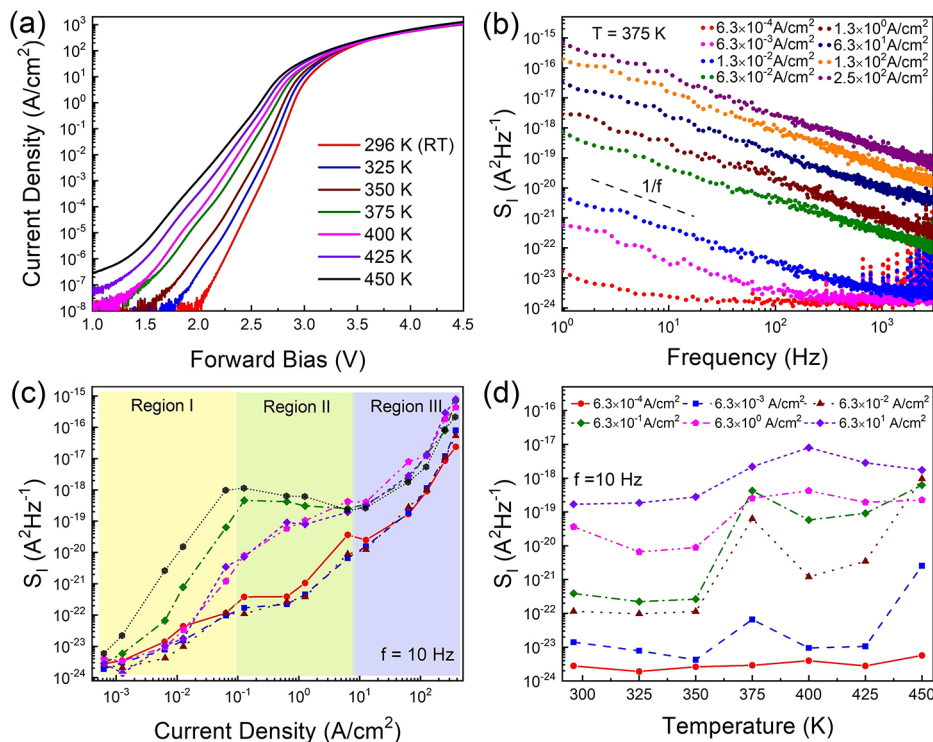 (a)
Current Density (A/cm²)
10³
10²
10¹
10⁰
10⁻¹
10⁻²
10⁻³
10⁻⁴
10⁻⁵
10⁻⁶
10⁻⁷
10⁻⁸
296 K (RT)
325 K
350 K
375 K
400 K
425 K
450 K
1.0 1.5 2.0 2.5 3.0 3.5 4.0 4.5
Forward Bias (V)
(b)
S_I (A²Hz⁻¹)
10⁻¹⁵
10⁻¹⁶
10⁻¹⁷
10⁻¹⁸
10⁻¹⁹
10⁻²⁰
10⁻²¹
10⁻²²
10⁻²³
10⁻²⁴
T = 375 K
6.3×10⁻⁴A/cm²
6.3×10⁻³A/cm²
1.3×10⁻²A/cm²
6.3×10⁻²A/cm²
1.3×10⁰A/cm²
6.3×10¹A/cm²
1.3×10²A/cm²
2.5×10²A/cm²
1/f
10⁰ 10¹ 10² 10³
Frequency (Hz)
(c)
S_I (A²Hz⁻¹)
10⁻¹⁵
10⁻¹⁶
10⁻¹⁷
10⁻¹⁸
10⁻¹⁹
10⁻²⁰
10⁻²¹
10⁻²²
10⁻²³
10⁻²⁴
Region I Region II Region III
f = 10 Hz
10⁻³ 10⁻² 10⁻¹ 10⁰ 10¹ 10²
Current Density (A/cm²)
(d)
S_I (A²Hz⁻¹)
10⁻¹⁶
10⁻¹⁷
10⁻¹⁸
10⁻¹⁹
10⁻²⁰
10⁻²¹
10⁻²²
10⁻²³
10⁻²⁴
6.3×10⁻⁴A/cm² 6.3×10⁻³ A/cm² 6.3×10⁻² A/cm²
6.3×10⁻¹A/cm² 6.3×10⁰ A/cm² 6.3×10¹ A/cm²
f =10 Hz
300 325 350 375 400 425 450
Temperature (K)